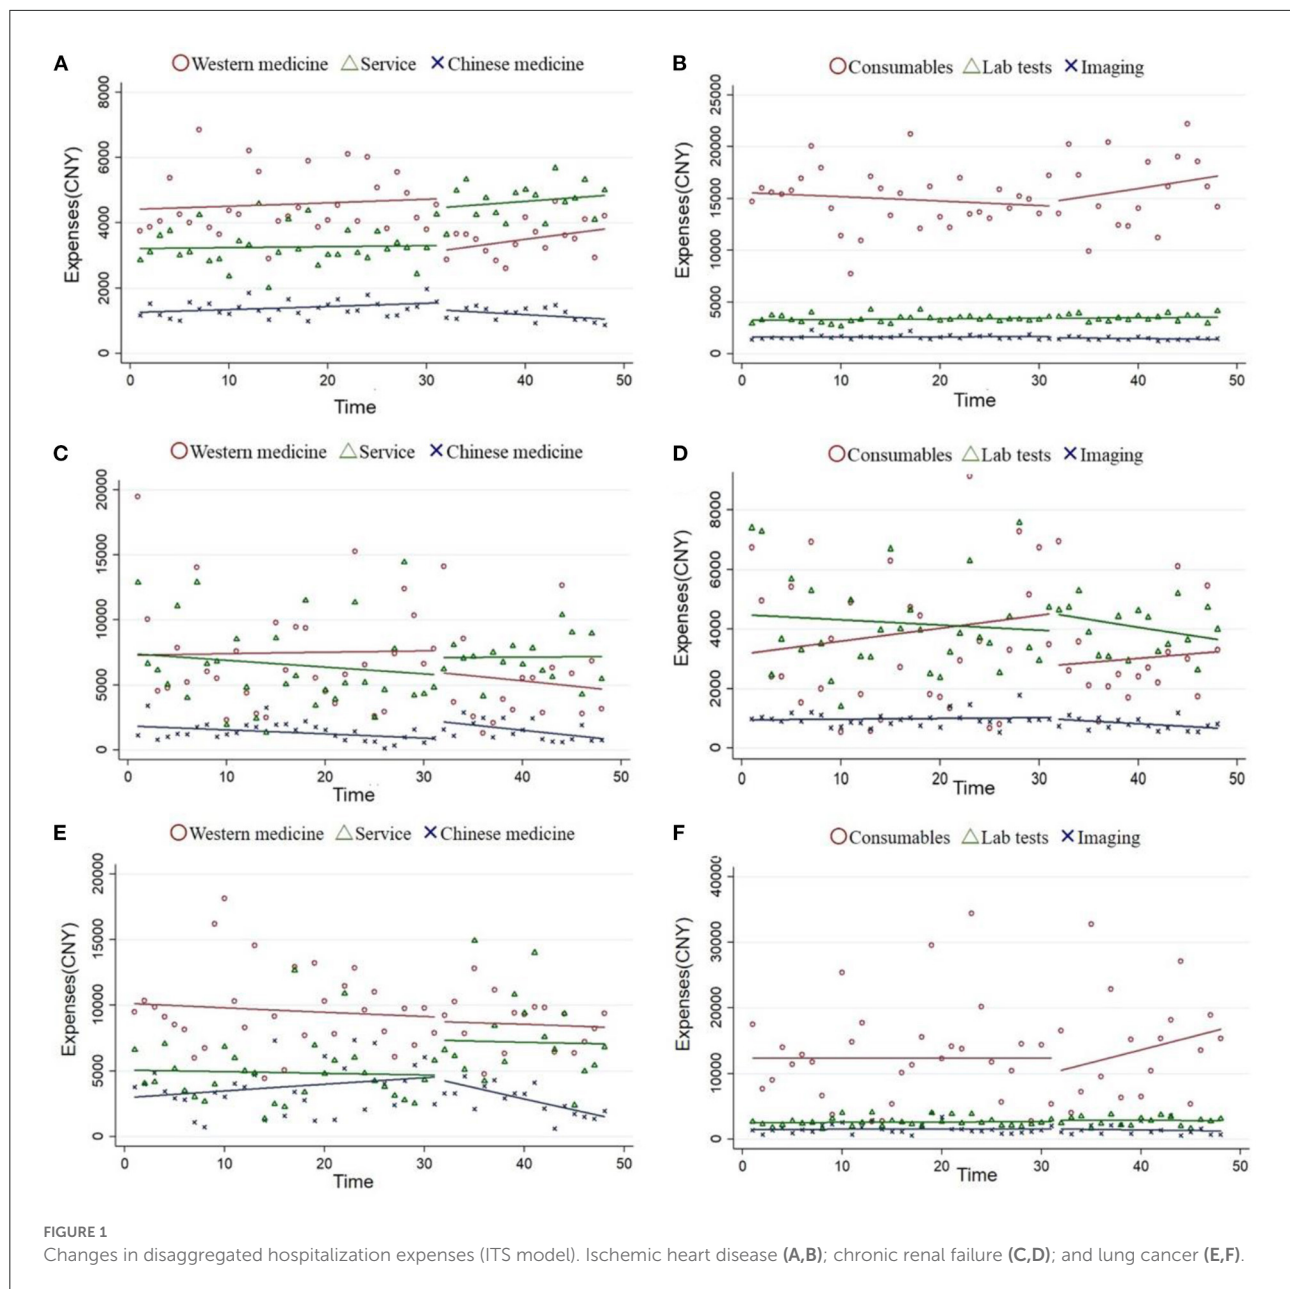 A
○ Western medicine △ Service × Chinese medicine
8000
6000
4000
2000
0
Expenses(CNY)
0 10 20 30 40 50
Time
B
○ Consumables △ Lab tests × Imaging
25000
20000
15000
10000
5000
0
Expenses(CNY)
0 10 20 30 40 50
Time
C
○ Western medicine △ Service × Chinese medicine
20000
15000
10000
5000
0
Expenses(CNY)
0 10 20 30 40 50
Time
D
○ Consumables △ Lab tests × Imaging
8000
6000
4000
2000
0
Expenses(CNY)
0 10 20 30 40 50
Time
E
○ Western medicine △ Service × Chinese medicine
20000
15000
10000
5000
0
Expenses(CNY)
0 10 20 30 40 50
Time
F
○ Consumables △ Lab tests × Imaging
40000
30000
20000
10000
0
Expenses(CNY)
0 10 20 30 40 50
Time
FIGURE 1
Changes in disaggregated hospitalization expenses (ITS model). Ischemic heart disease (A,B); chronic renal failure (C,D); and lung cancer (E,F).